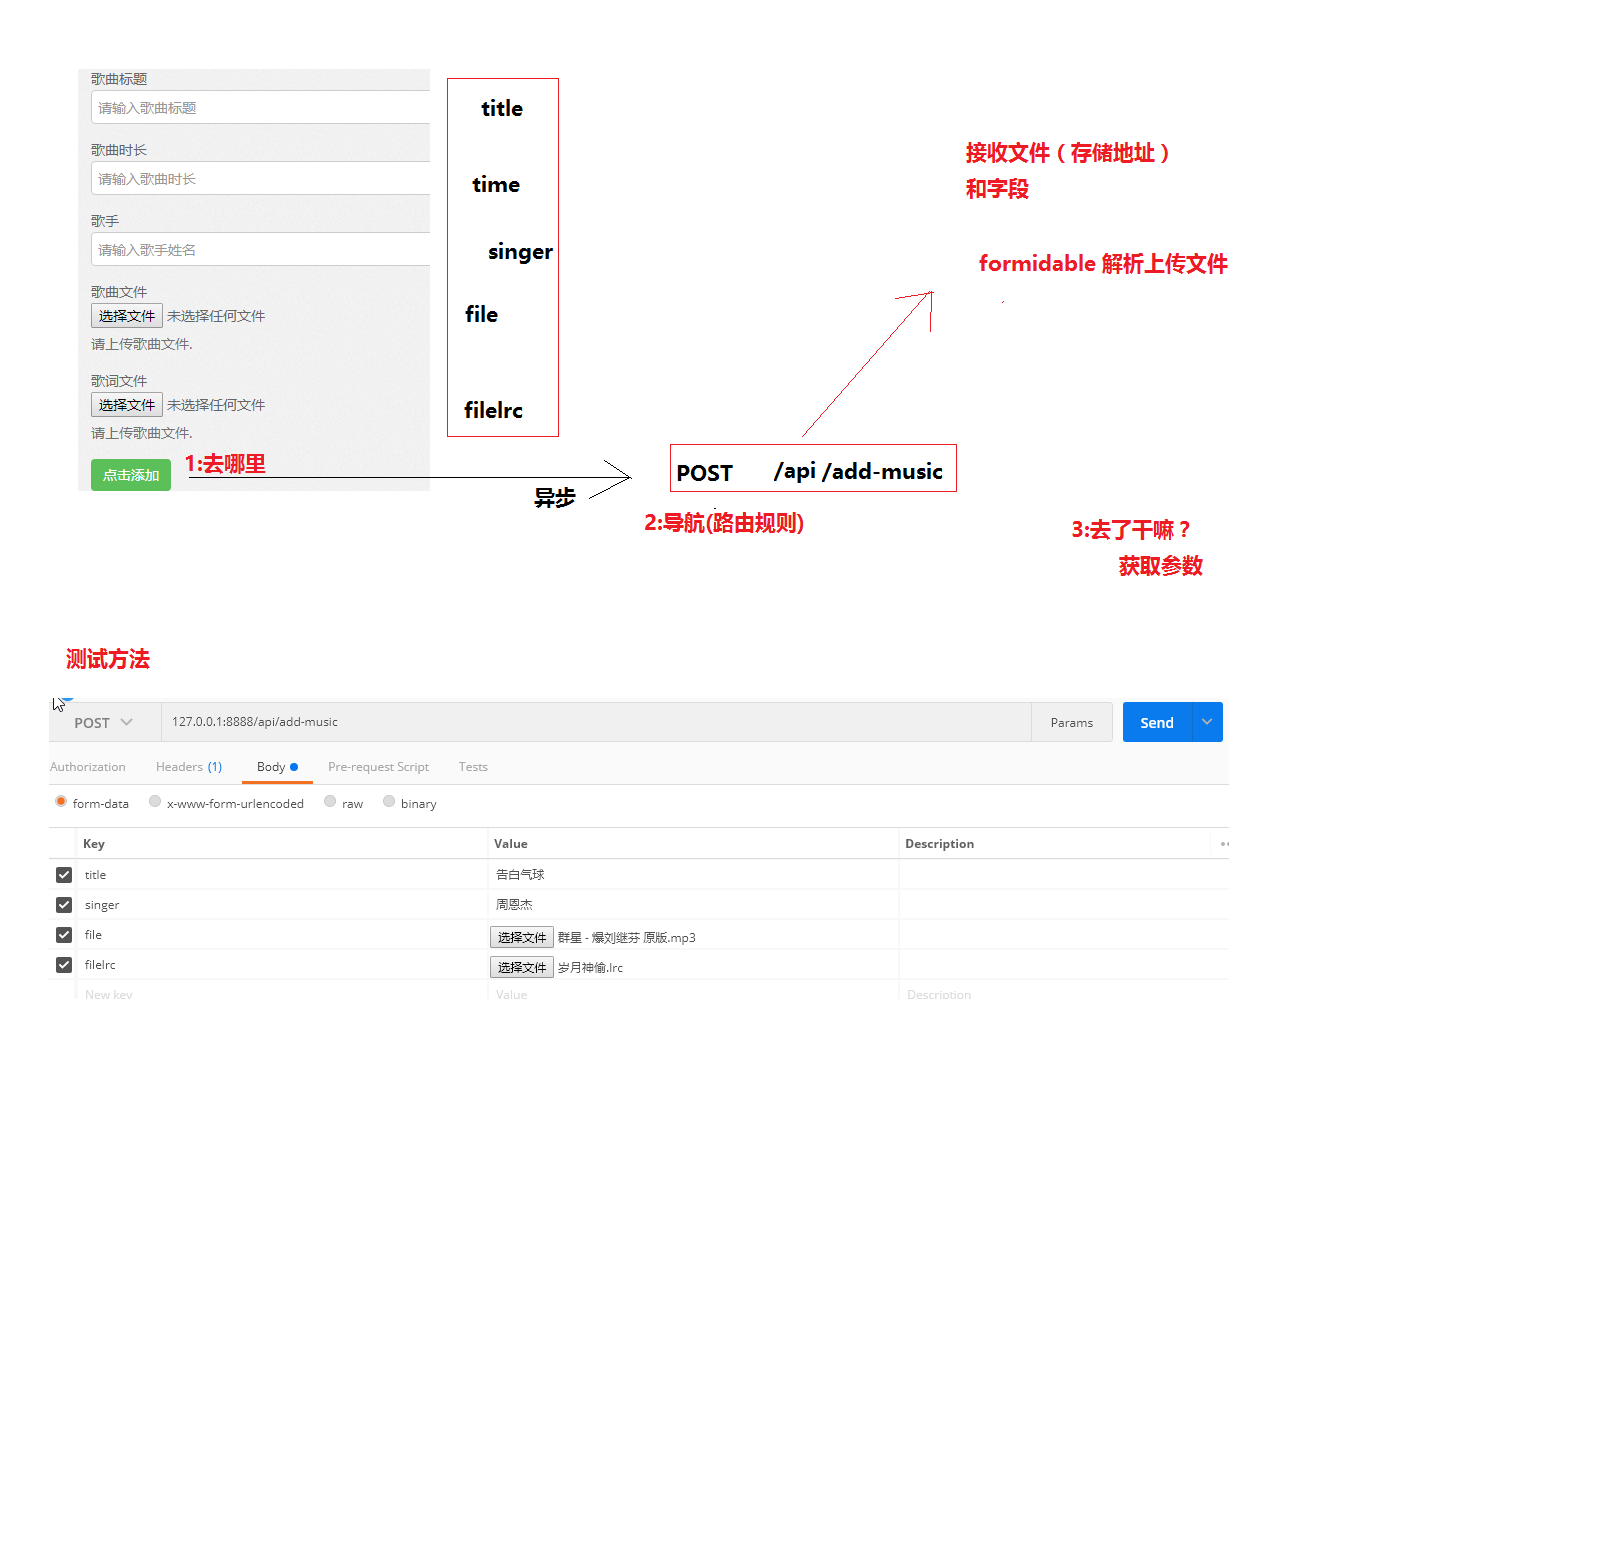 歌曲标题
请输入歌曲标题
歌曲时长
请输入歌曲时长
歌手
请输入歌手姓名
歌曲文件
选择文件 未选择任何文件
请上传歌曲文件.
歌词文件
选择文件 未选择任何文件
请上传歌曲文件.
点击添加
title
time
singer
file
filelrc
1:去哪里
异步
POST /api /add-music
2:导航(路由规则)
接收文件（存储地址）
和字段
formidable 解析上传文件
3:去了干嘛？
获取参数
测试方法
POST 127.0.0.1:8888/api/add-music Params Send
Authorization Headers (1) Body Pre-request Script Tests
form-data x-www-form-urlencoded raw binary
Key Value Description
title 告白气球
singer 周恩杰
file 选择文件 群星 - 爆刘继芬 原版.mp3
filelrc 选择文件 岁月神偷.lrc
New key Value Description